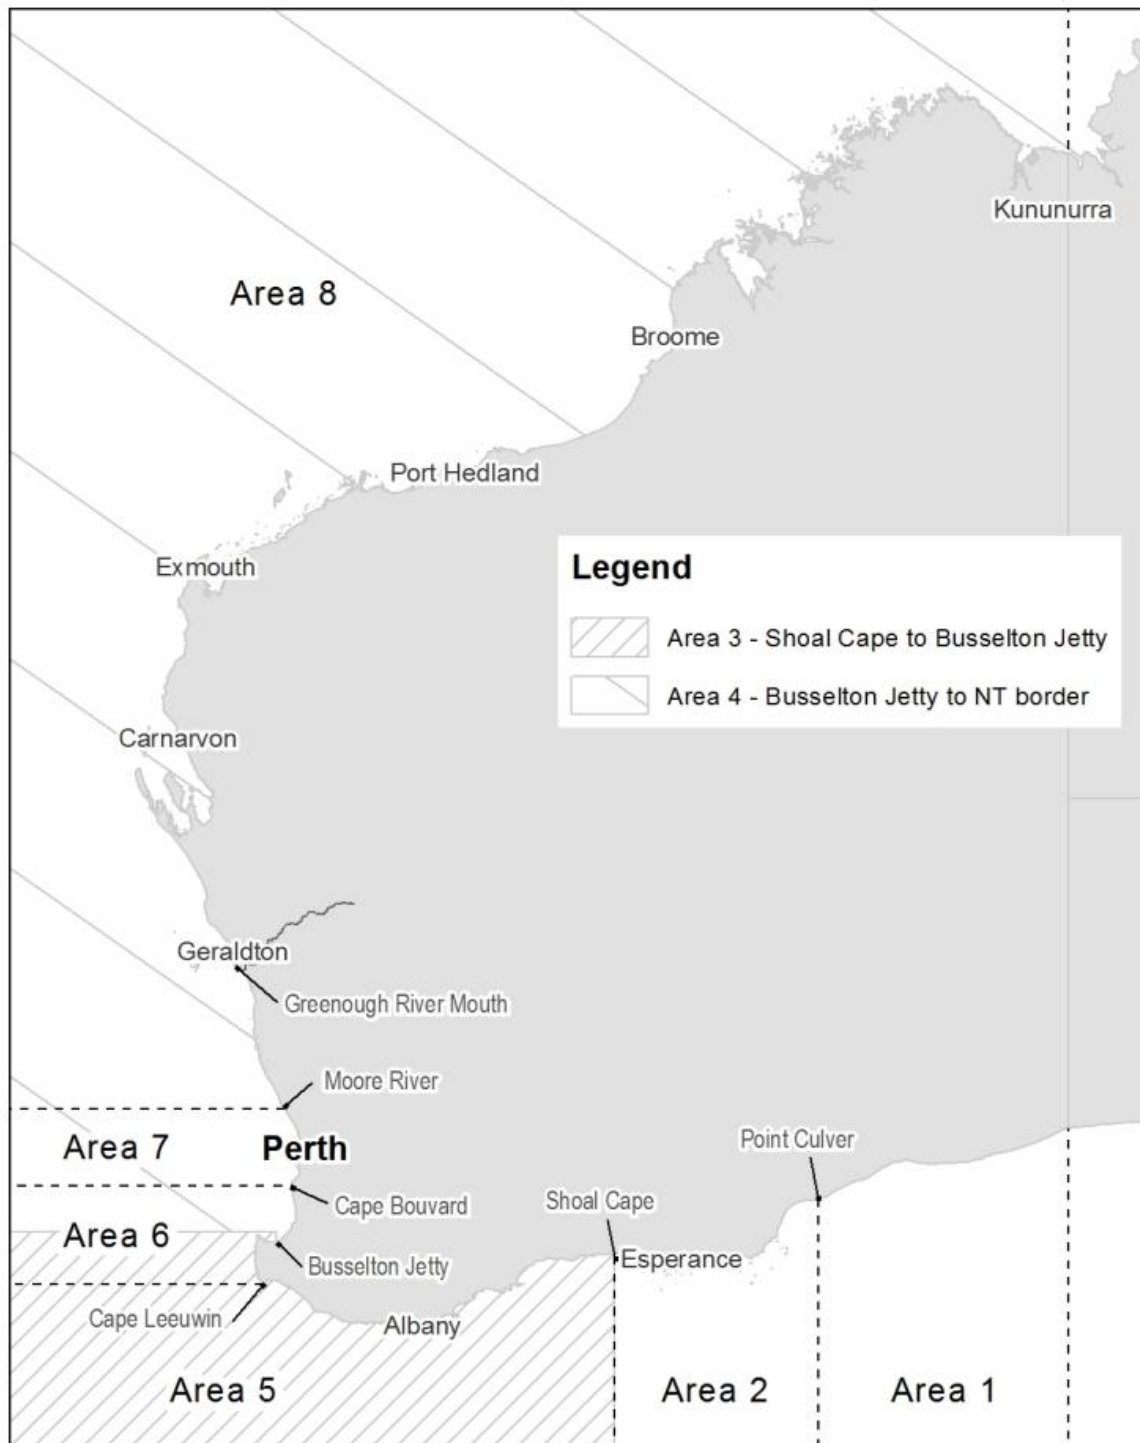 Kununurra
Area 8
Broome
Port Hedland
Exmouth
Legend
Area 3 - Shoal Cape to Busselton Jetty
Area 4 - Busselton Jetty to NT border
Carnarvon
Geraldton
Greenough River Mouth
Moore River
Area 7
Perth
Point Culver
Cape Bouvard
Shoal Cape
Area 6
Busselton Jetty
Esperance
Cape Leeuwin
Albany
Area 5
Area 2
Area 1